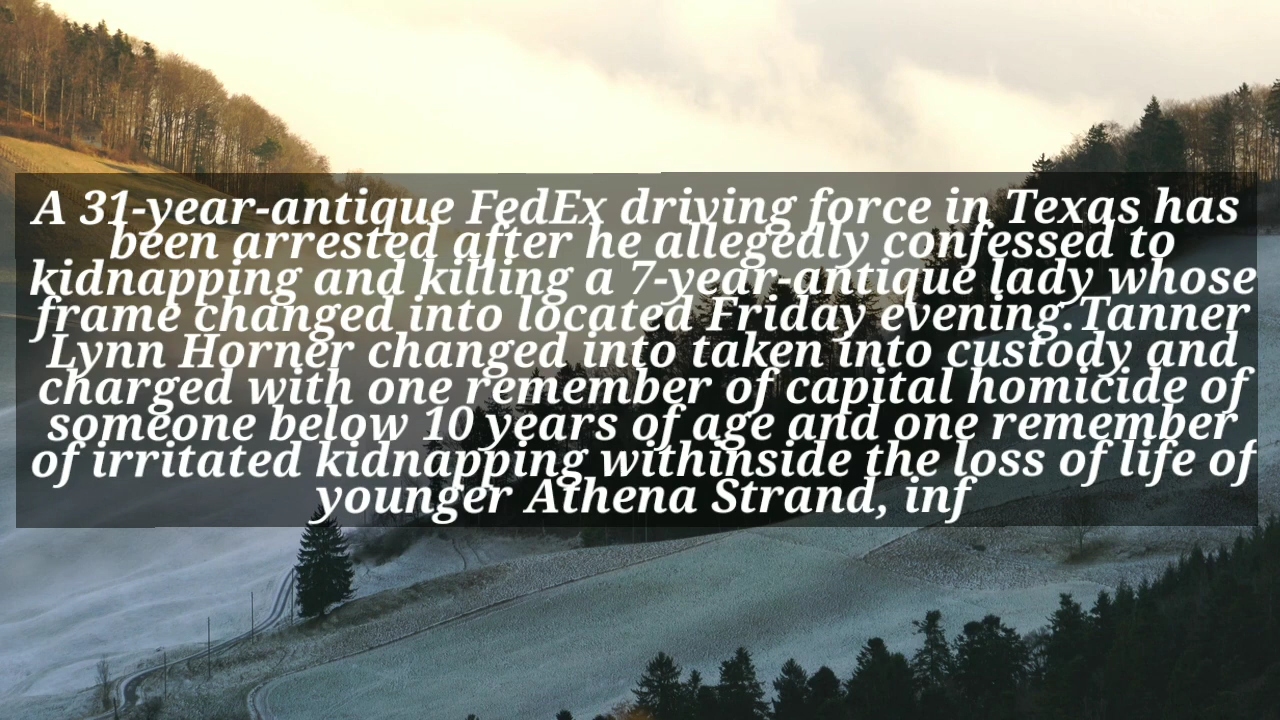 A 31-year-antique FedEx driving force in Texas has
been arrested after he allegedly confessed to
kidnapping and killing a 7-year-antique lady whose
frame changed into located Friday evening.Tanner
Lynn Horner changed into taken into custody and
charged with one remember of capital homicide of
someone below 10 years of age and one remember
of irritated kidnapping withinside the loss of life of
younger Athena Strand, inf